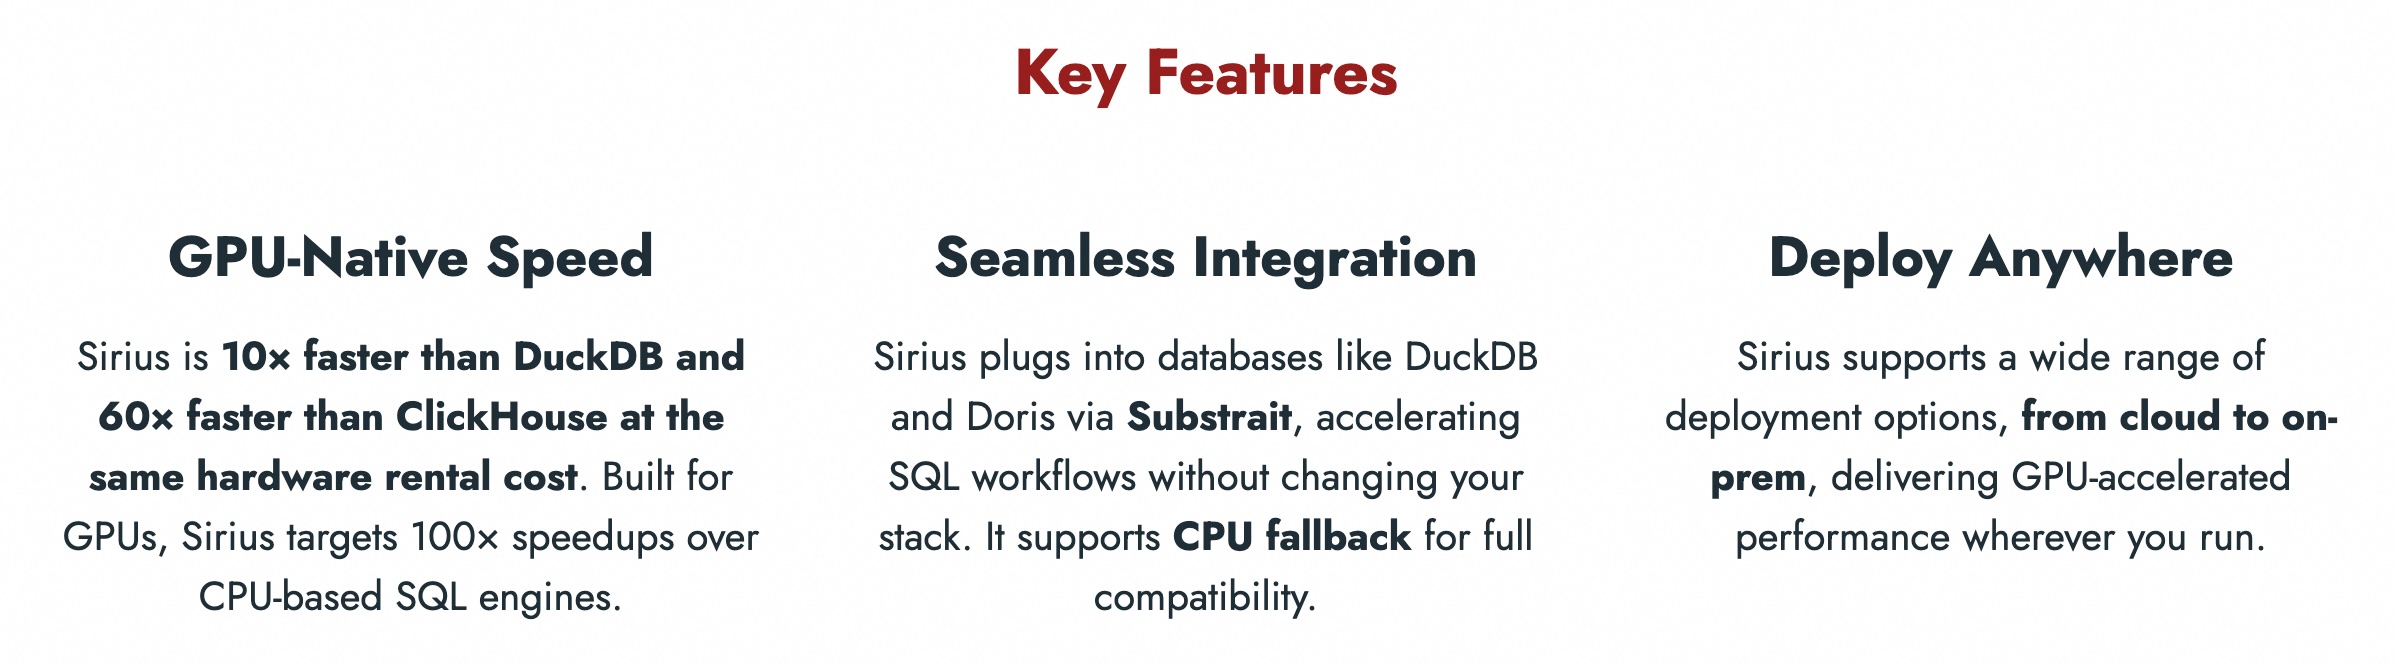 Key Features
GPU-Native Speed
Sirius is 10× faster than DuckDB and
60× faster than ClickHouse at the
same hardware rental cost. Built for
GPUs, Sirius targets 100× speedups over
CPU-based SQL engines.
Seamless Integration
Sirius plugs into databases like DuckDB
and Doris via Substrait, accelerating
SQL workflows without changing your
stack. It supports CPU fallback for full
compatibility.
Deploy Anywhere
Sirius supports a wide range of
deployment options, from cloud to on-
prem, delivering GPU-accelerated
performance wherever you run.